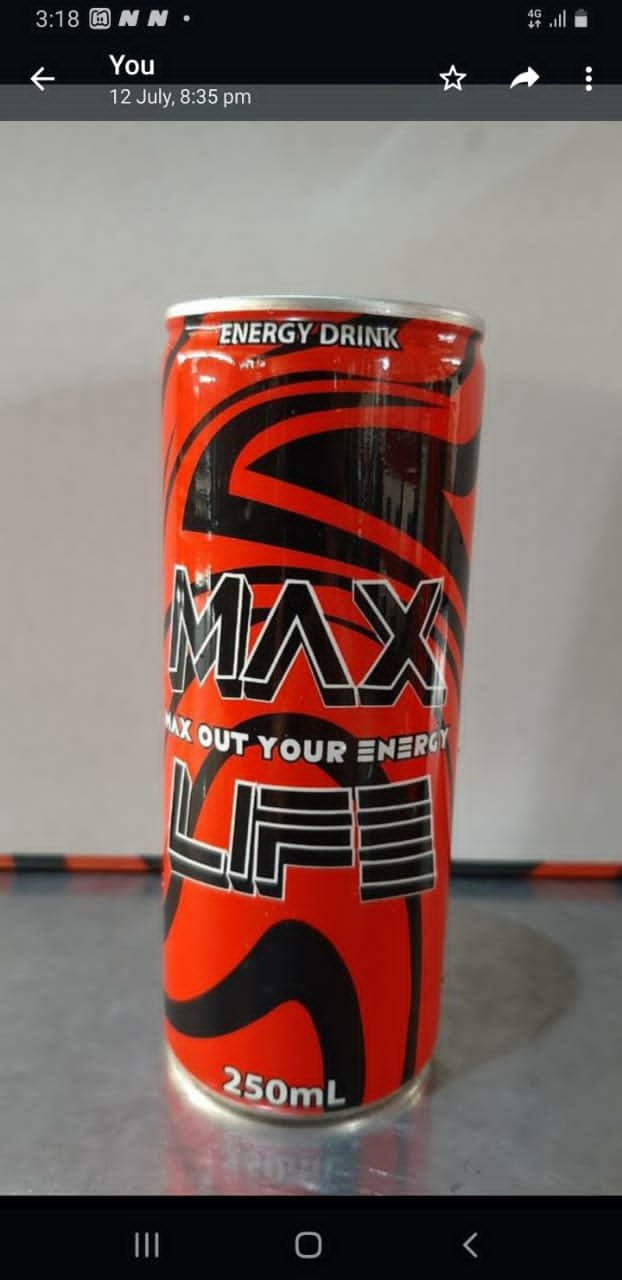 3:18
4G
You
12 July, 8:35 pm
ENERGY DRINK
MAX
MAX OUT YOUR ENERGY
LIFE
250mL